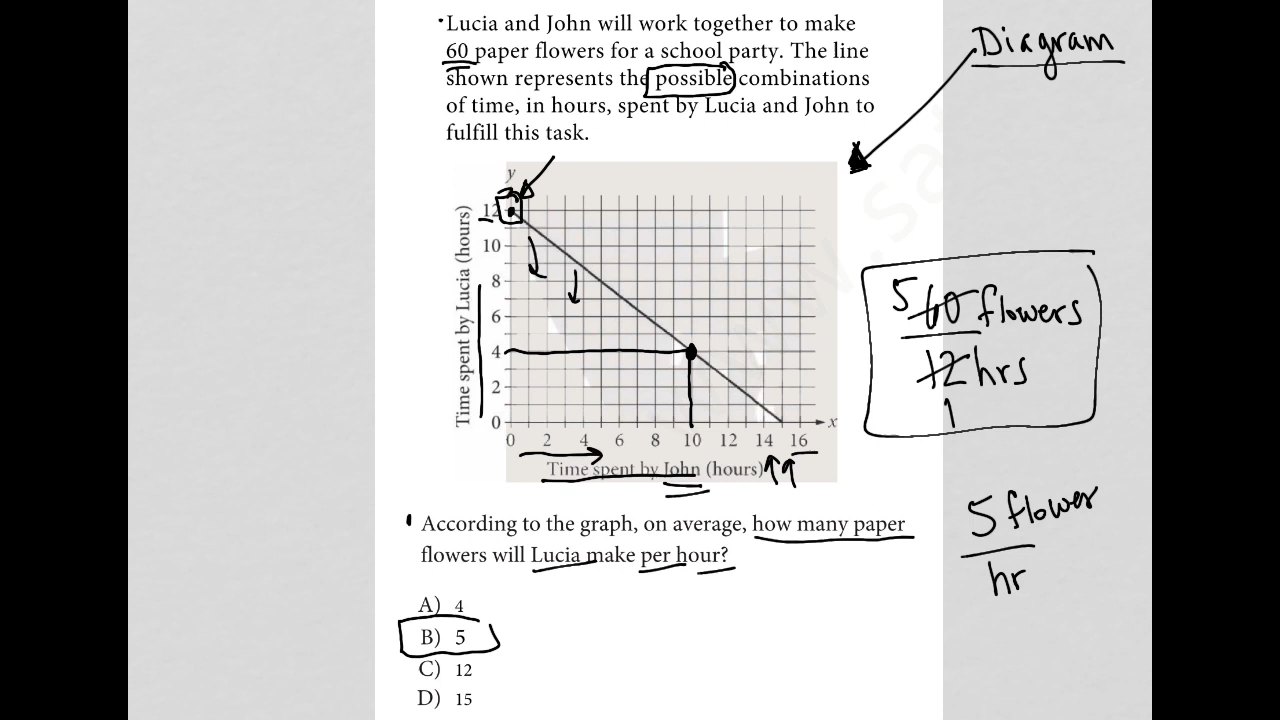 Lucia and John will work together to make
60 paper flowers for a school party. The line
shown represents the possible combinations
of time, in hours, spent by Lucia and John to
fulfill this task.
Diagram
y
12
10
8
6
4
2
0
Time spent by Lucia (hours)
0 2 4 6 8 10 12 14 16 x
Time spent by John (hours)
5 60 flowers
12 hrs
1
5 flower
hr
According to the graph, on average, how many paper
flowers will Lucia make per hour?
A) 4
B) 5
C) 12
D) 15